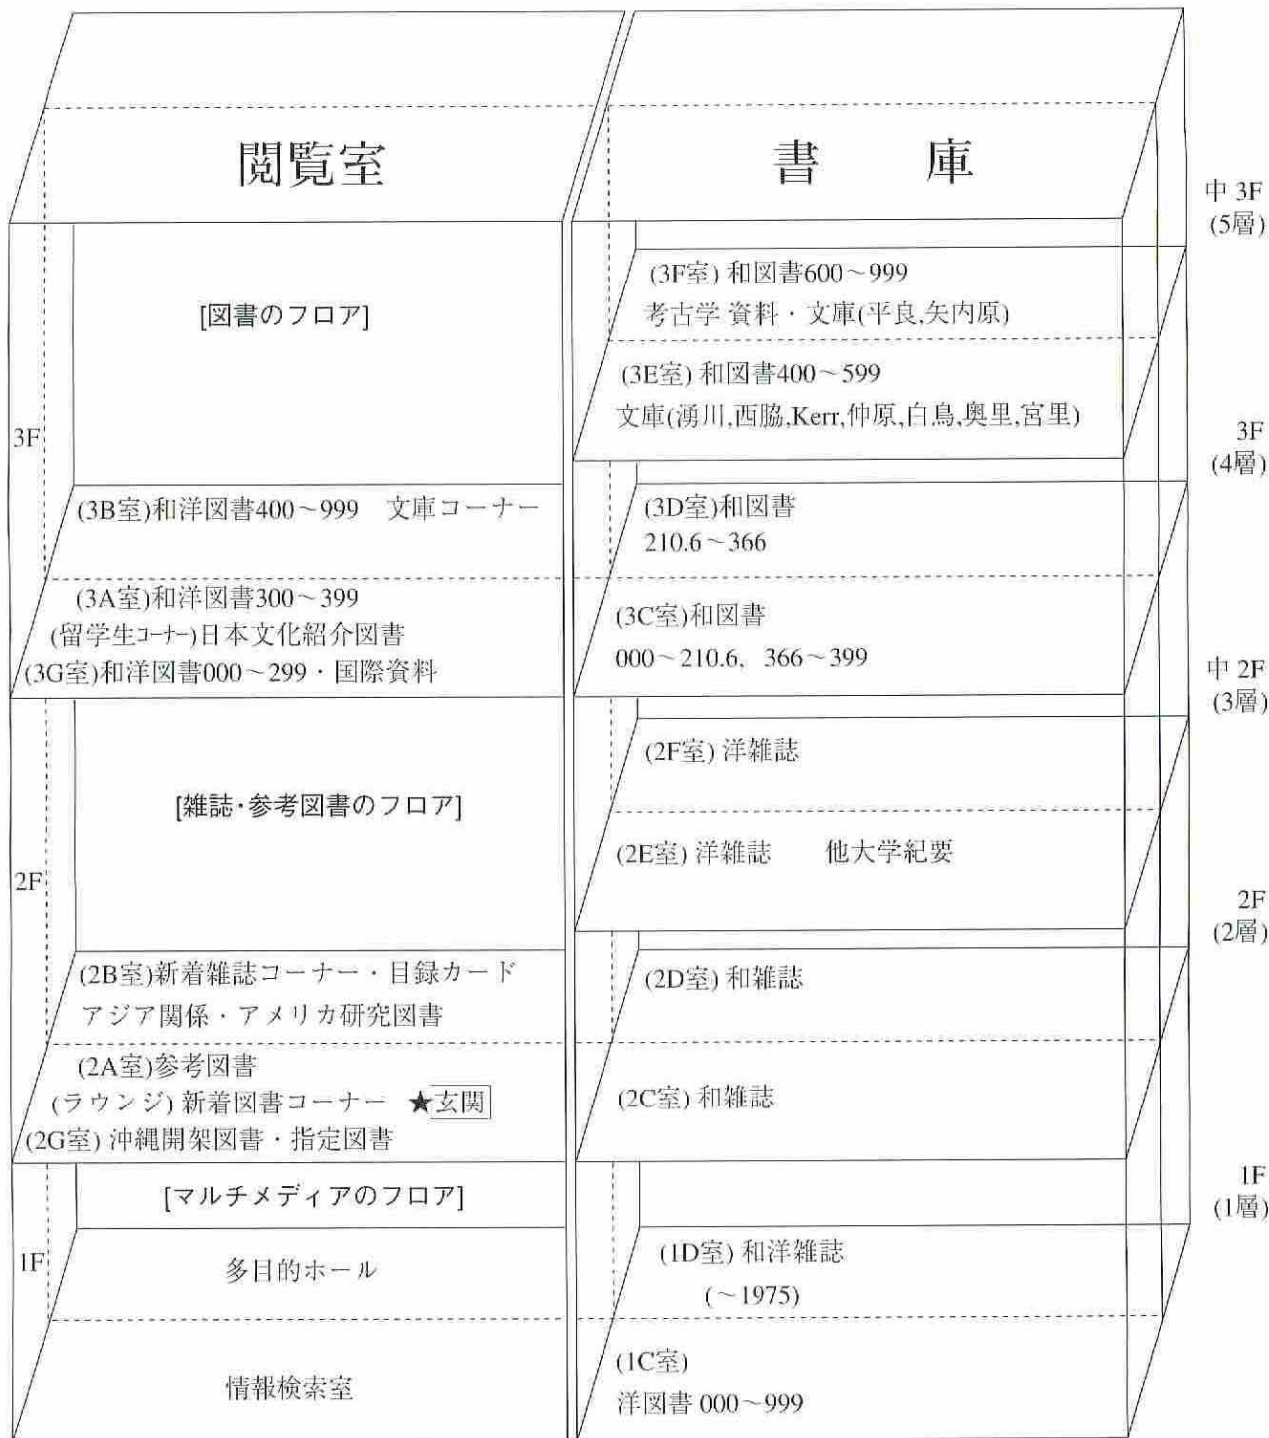 閲覧室
書　庫
中 3F
(5層)
(3F室) 和図書600～999
考古学 資料・文庫(平良,矢内原)
[図書のフロア]
(3E室) 和図書400～599
文庫(湧川,西脇,Kerr,仲原,白鳥,奥里,宮里)
3F
3F
(4層)
(3B室)和洋図書400～999　文庫コーナー
(3D室)和図書
210.6～366
(3A室)和洋図書300～399
(留学生コーナー)日本文化紹介図書
(3G室)和洋図書000～299・国際資料
(3C室)和図書
000～210.6, 366～399
中 2F
(3層)
(2F室) 洋雑誌
[雑誌・参考図書のフロア]
(2E室) 洋雑誌　他大学紀要
2F
2F
(2層)
(2B室)新着雑誌コーナー・目録カード
アジア関係・アメリカ研究図書
(2D室) 和雑誌
(2A室)参考図書
(ラウンジ) 新着図書コーナー　★玄関
(2G室) 沖縄開架図書・指定図書
(2C室) 和雑誌
1F
(1層)
[マルチメディアのフロア]
1F
多目的ホール
(1D室) 和洋雑誌
(～1975)
情報検索室
(1C室)
洋図書 000～999